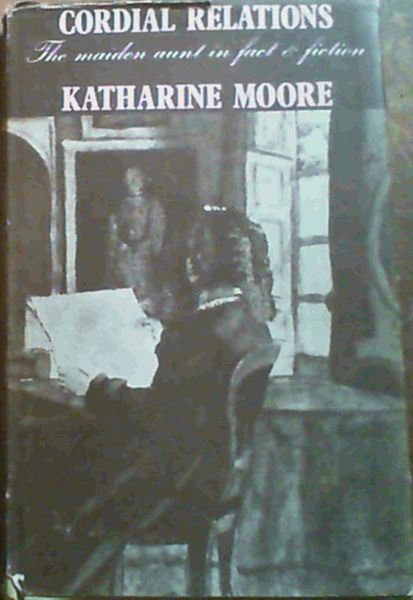 CORDIAL RELATIONS
The maiden aunt in fact & fiction
KATHARINE MOORE